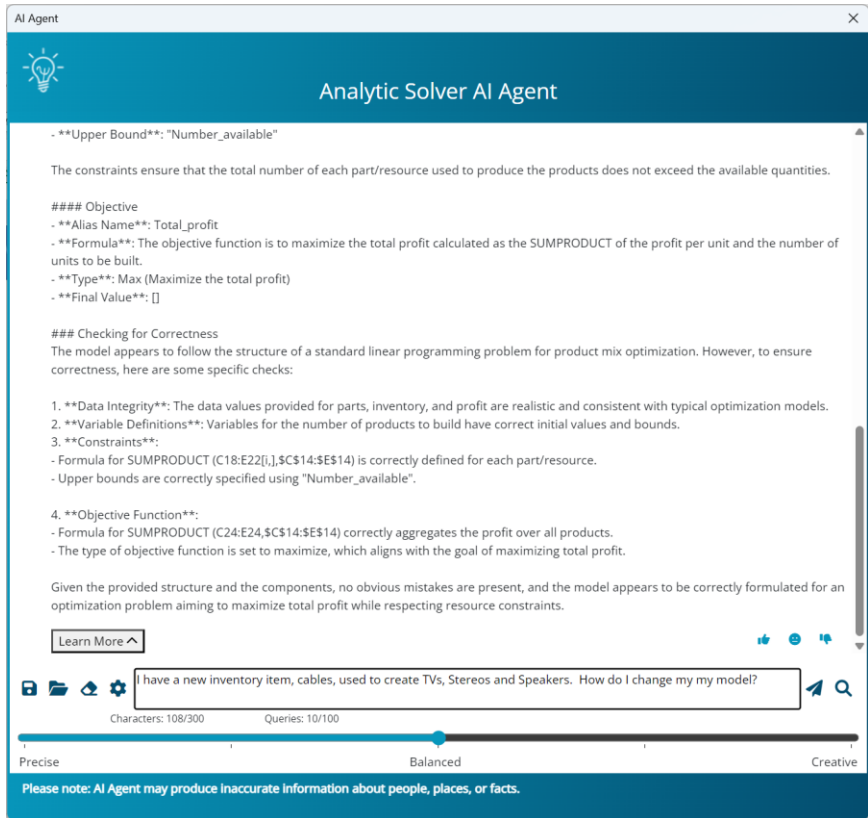 AI Agent
Analytic Solver AI Agent
- **Upper Bound**: "Number_available"
The constraints ensure that the total number of each part/resource used to produce the products does not exceed the available quantities.
#### Objective
- **Alias Name**: Total_profit
- **Formula**: The objective function is to maximize the total profit calculated as the SUMPRODUCT of the profit per unit and the number of
units to be built.
- **Type**: Max (Maximize the total profit)
- **Final Value**: []
### Checking for Correctness
The model appears to follow the structure of a standard linear programming problem for product mix optimization. However, to ensure
correctness, here are some specific checks:
1. **Data Integrity**: The data values provided for parts, inventory, and profit are realistic and consistent with typical optimization models.
2. **Variable Definitions**: Variables for the number of products to build have correct initial values and bounds.
3. **Constraints**:
- Formula for SUMPRODUCT (C18:E22[i,],$C$14:$E$14) is correctly defined for each part/resource.
- Upper bounds are correctly specified using "Number_available".
4. **Objective Function**:
- Formula for SUMPRODUCT (C24:E24,$C$14:$E$14) correctly aggregates the profit over all products.
- The type of objective function is set to maximize, which aligns with the goal of maximizing total profit.
Given the provided structure and the components, no obvious mistakes are present, and the model appears to be correctly formulated for an
optimization problem aiming to maximize total profit while respecting resource constraints.
Learn More
I have a new inventory item, cables, used to create TVs, Stereos and Speakers. How do I change my my model?
Characters: 108/300 Queries: 10/100
Precise Balanced Creative
Please note: AI Agent may produce inaccurate information about people, places, or facts.